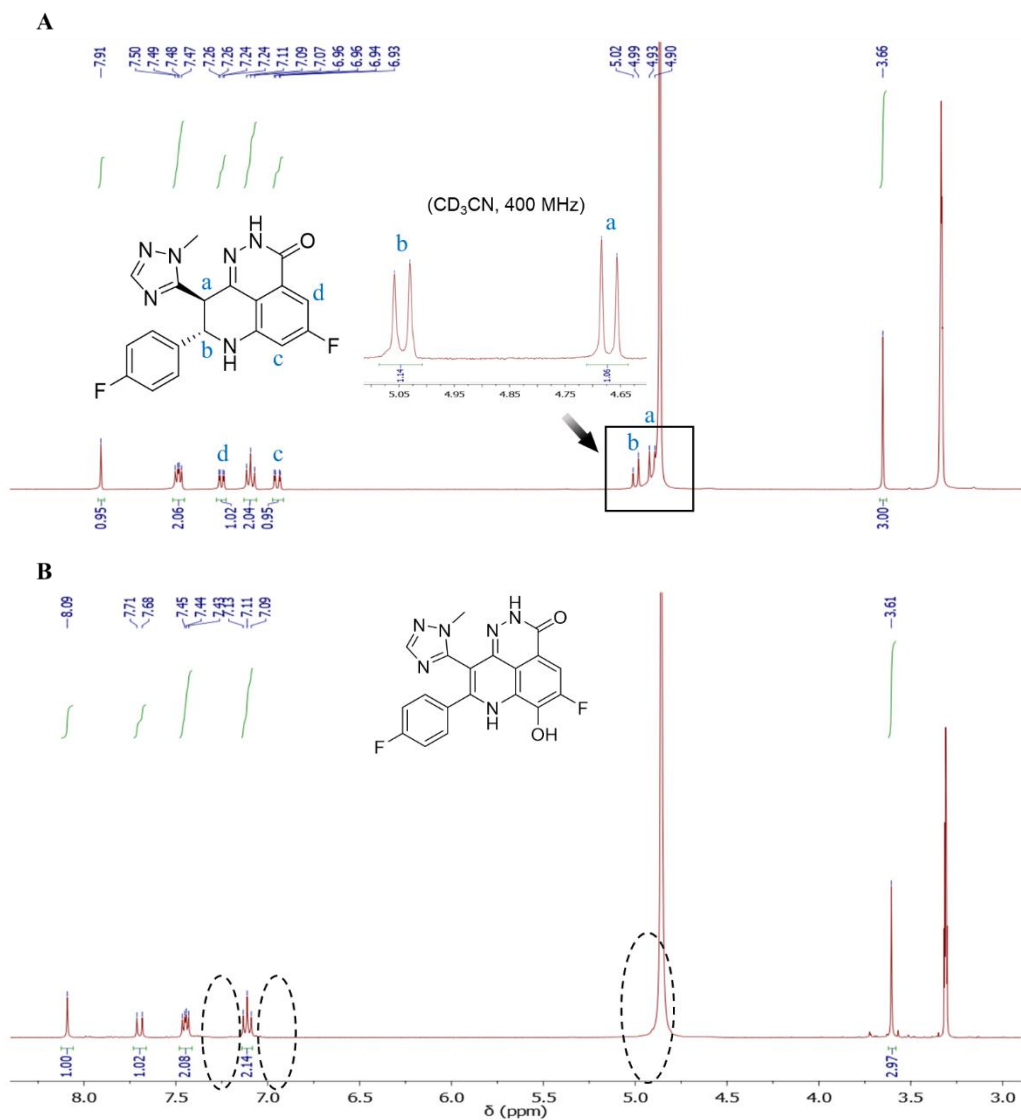 A
7.91
7.50
7.49
7.48
7.47
7.26
7.26
7.24
7.24
7.11
7.09
7.07
6.96
6.96
6.94
6.93
5.02
4.99
4.93
4.90
3.66
(CD3CN, 400 MHz)
b
a
1.14
1.06
5.05
4.95
4.85
4.75
4.65
H
N
O
N
N
N
N
a
d
b
N
H
c
F
F
a
b
d
c
0.95
2.06
1.02
2.04
0.95
3.00
B
8.09
7.71
7.68
7.45
7.44
7.43
7.13
7.11
7.09
3.61
H
N
O
N
N
N
N
N
H
F
OH
F
1.00
1.02
2.08
2.14
2.97
8.0
7.5
7.0
6.5
6.0
5.5
5.0
4.5
4.0
3.5
3.0
δ (ppm)